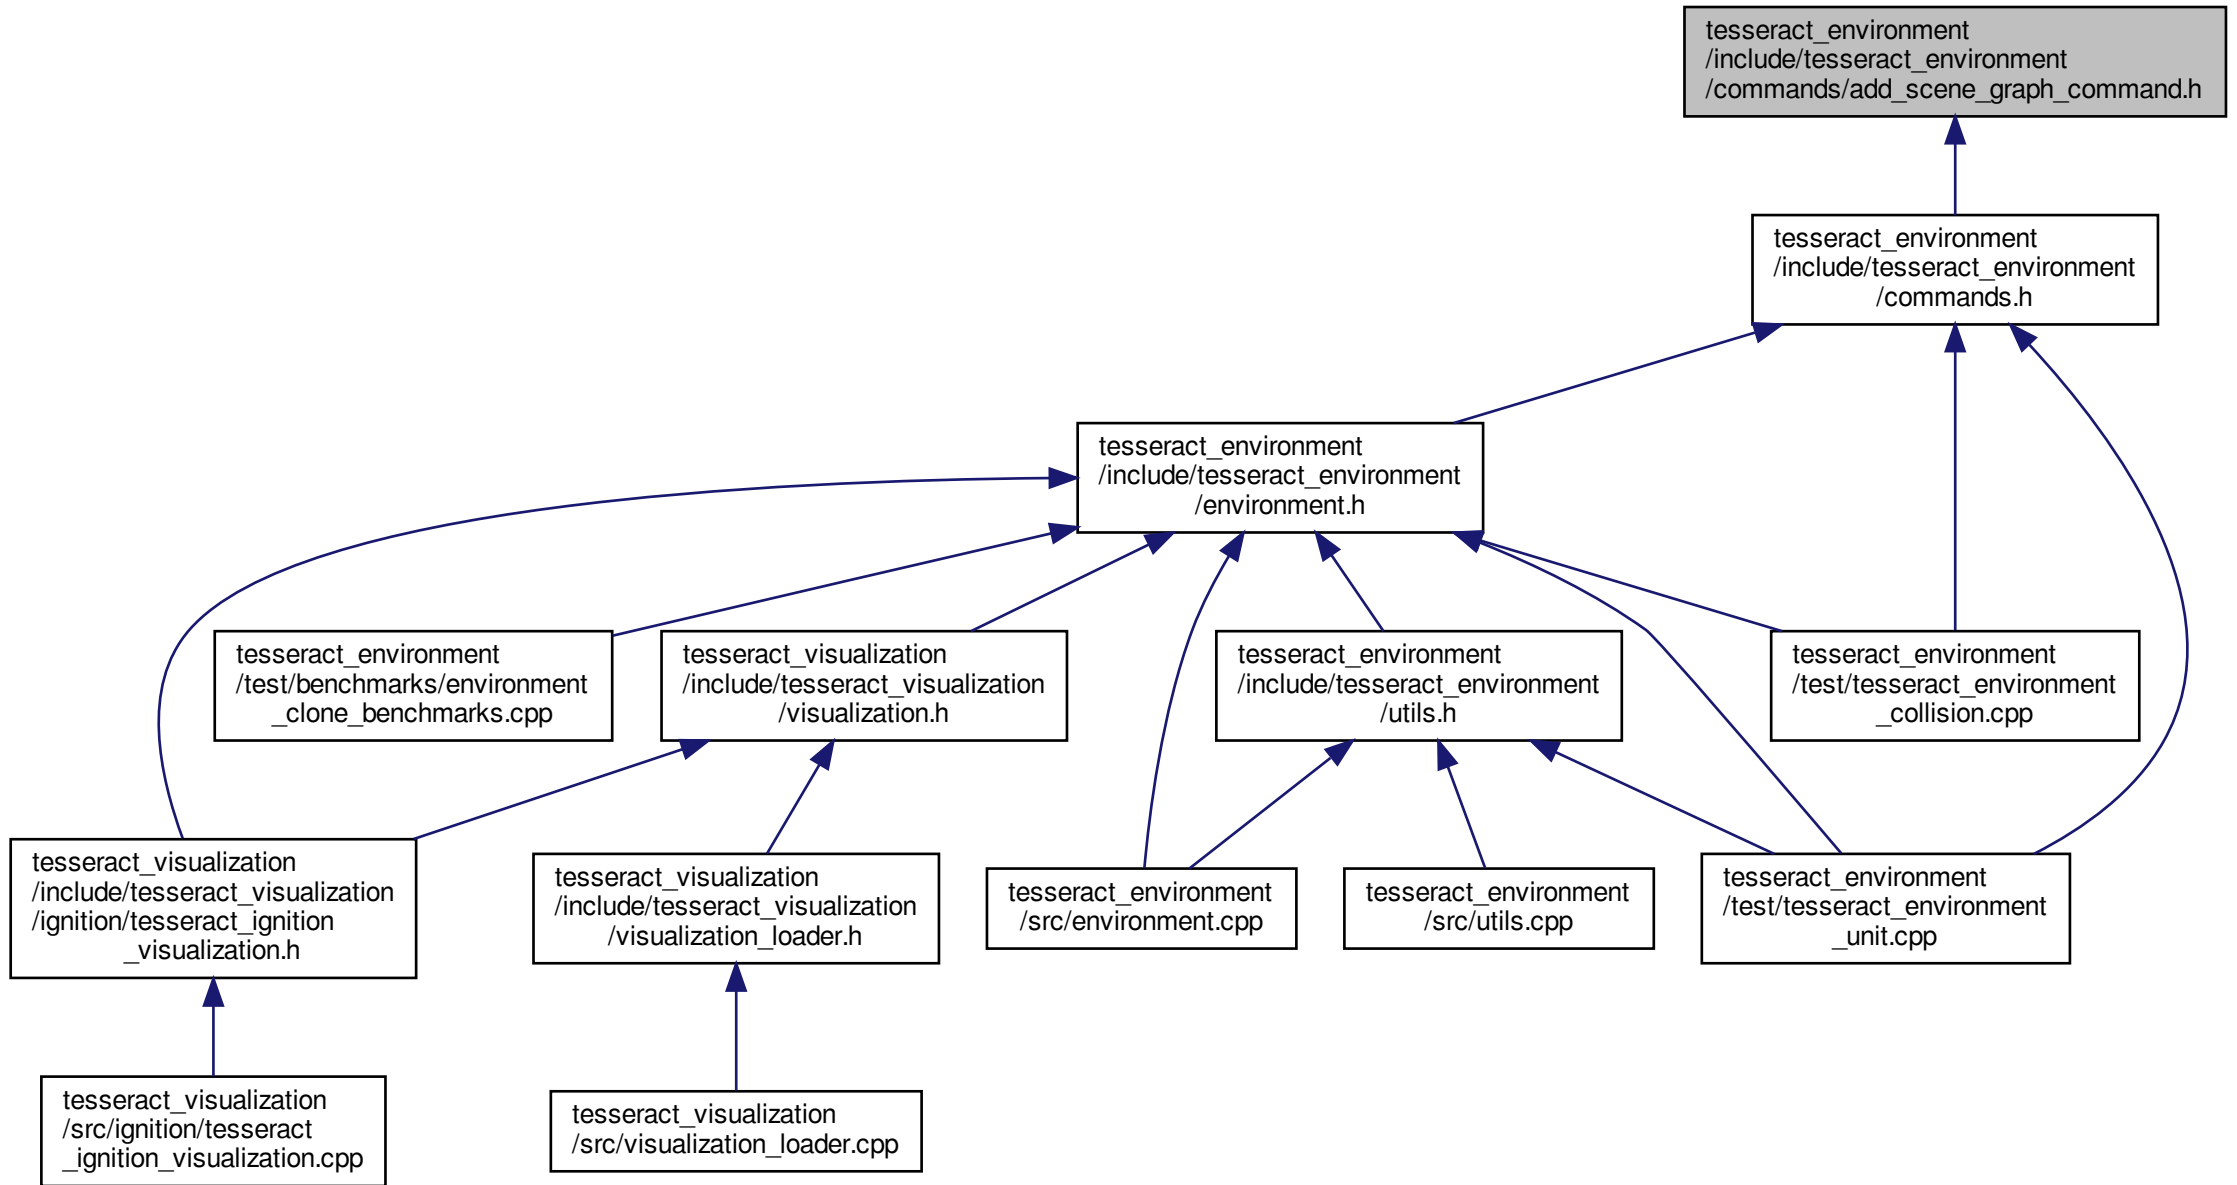 tesseract_environment
/include/tesseract_environment
/commands/add_scene_graph_command.h
tesseract_environment
/include/tesseract_environment
/commands.h
tesseract_environment
/include/tesseract_environment
/environment.h
tesseract_environment
/test/benchmarks/environment
_clone_benchmarks.cpp
tesseract_visualization
/include/tesseract_visualization
/visualization.h
tesseract_environment
/include/tesseract_environment
/utils.h
tesseract_environment
/test/tesseract_environment
_collision.cpp
tesseract_visualization
/include/tesseract_visualization
/ignition/tesseract_ignition
_visualization.h
tesseract_visualization
/include/tesseract_visualization
/visualization_loader.h
tesseract_environment
/src/environment.cpp
tesseract_environment
/src/utils.cpp
tesseract_environment
/test/tesseract_environment
_unit.cpp
tesseract_visualization
/src/ignition/tesseract
_ignition_visualization.cpp
tesseract_visualization
/src/visualization_loader.cpp